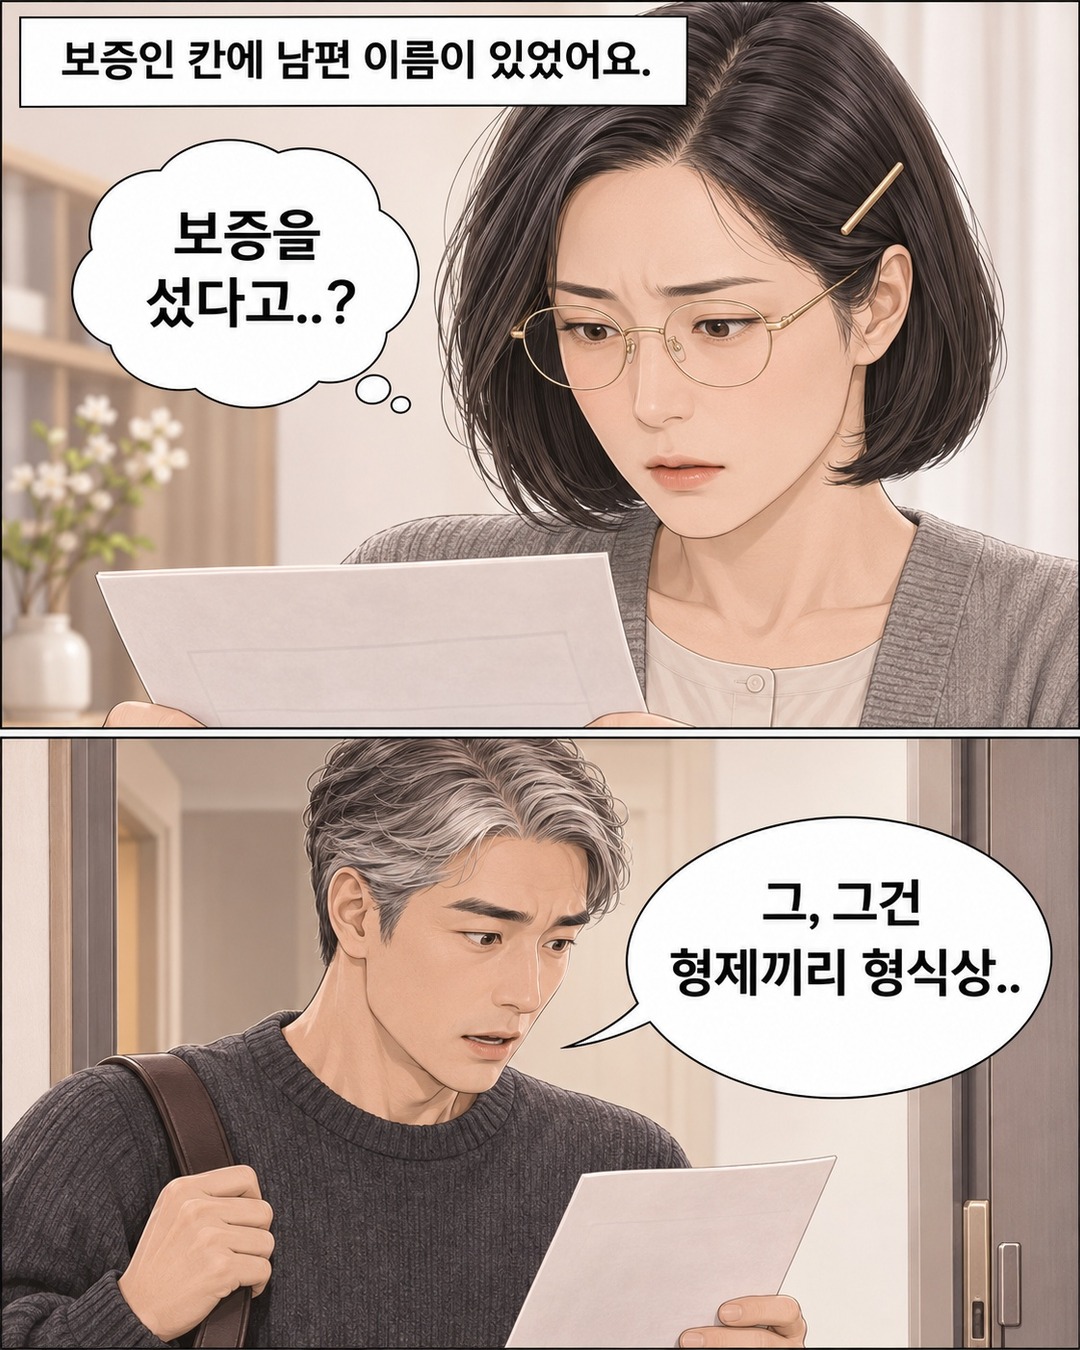 보증인 칸에 남편 이름이 있었어요.
보증을
섰다고..?
그, 그건
형제끼리 형식상..